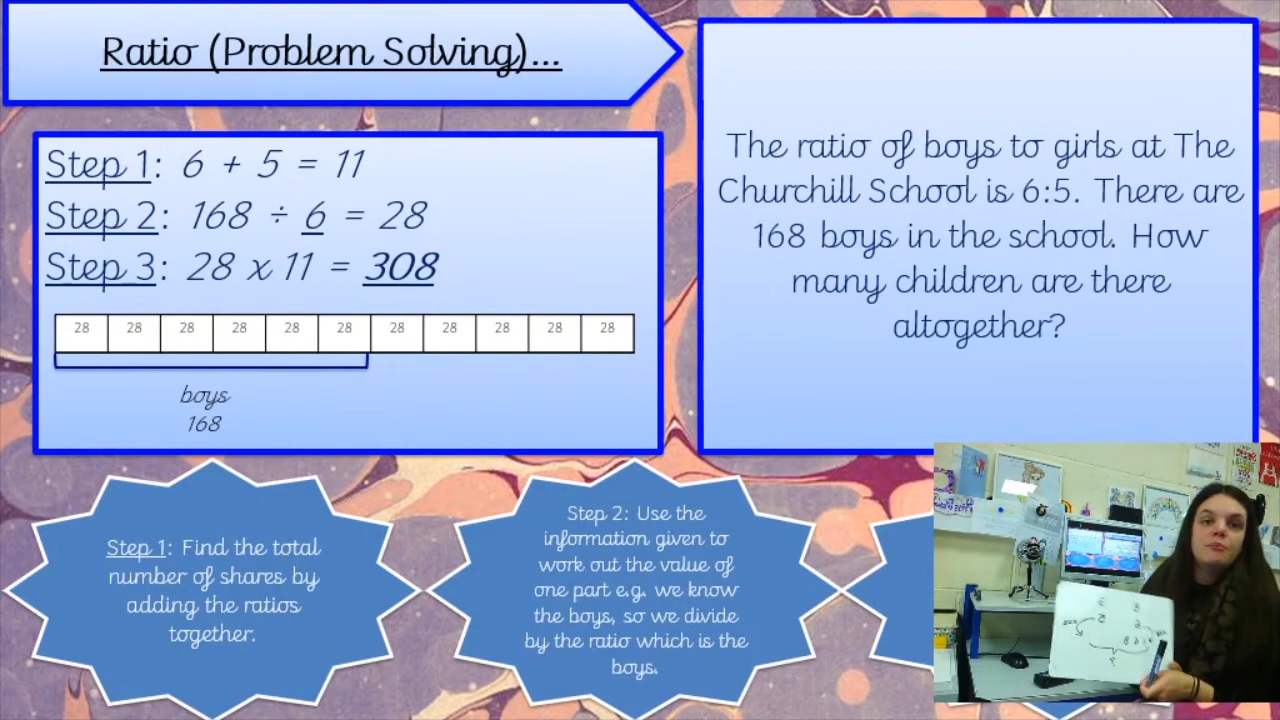 Ratio (Problem Solving)...
Step 1: 6 + 5 = 11
Step 2: 168 ÷ 6 = 28
Step 3: 28 x 11 = 308
28 28 28 28 28 28 28 28 28 28 28
boys
168
The ratio of boys to girls at The
Churchill School is 6:5. There are
168 boys in the school. How
many children are there
altogether?
Step 1: Find the total
number of shares by
adding the ratios
together.
Step 2: Use the
information given to
work out the value of
one part e.g. we know
the boys, so we divide
by the ratio which is the
boys.